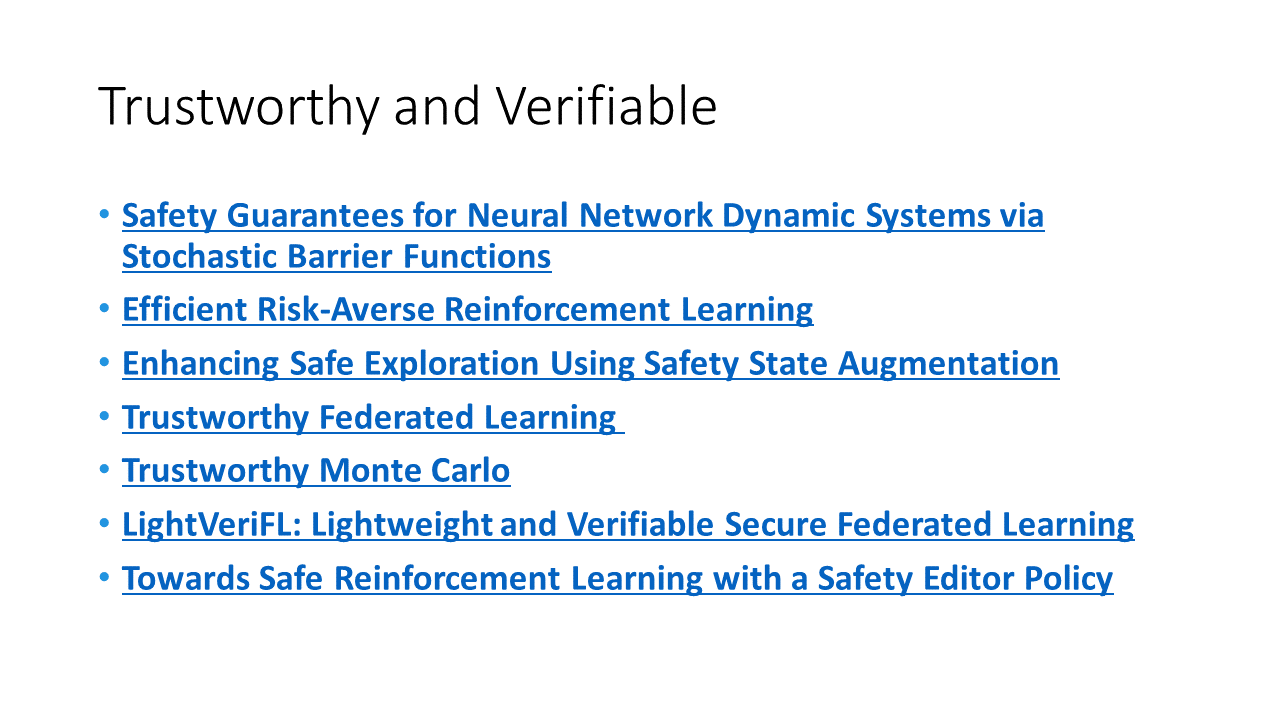 Trustworthy and Verifiable
• Safety Guarantees for Neural Network Dynamic Systems via
Stochastic Barrier Functions
• Efficient Risk-Averse Reinforcement Learning
• Enhancing Safe Exploration Using Safety State Augmentation
• Trustworthy Federated Learning
• Trustworthy Monte Carlo
• LightVeriFL: Lightweight and Verifiable Secure Federated Learning
• Towards Safe Reinforcement Learning with a Safety Editor Policy